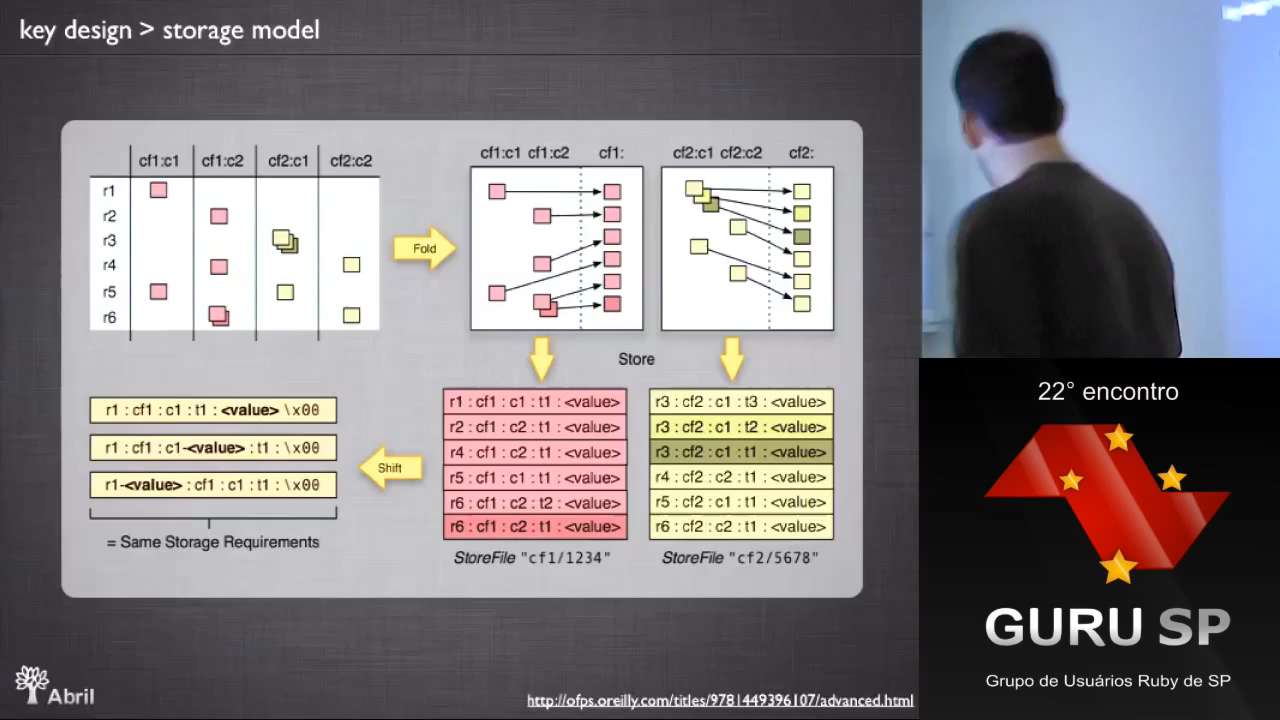 key design > storage model
cf1:c1 cf1:c2 cf2:c1 cf2:c2
r1
r2
r3
r4
r5
r6
Fold
cf1:c1 cf1:c2 cf1:
cf2:c1 cf2:c2 cf2:
Store
r1 : cf1 : c1 : t1 : <value>
r2 : cf1 : c2 : t1 : <value>
r4 : cf1 : c2 : t1 : <value>
r5 : cf1 : c1 : t1 : <value>
r6 : cf1 : c2 : t2 : <value>
r6 : cf1 : c2 : t1 : <value>
StoreFile "cf1/1234"
r3 : cf2 : c1 : t3 : <value>
r3 : cf2 : c1 : t2 : <value>
r3 : cf2 : c1 : t1 : <value>
r4 : cf2 : c2 : t1 : <value>
r5 : cf2 : c1 : t1 : <value>
r6 : cf2 : c2 : t1 : <value>
StoreFile "cf2/5678"
Shift
r1 : cf1 : c1 : t1 : <value> \x00
r1 : cf1 : c1-<value> : t1 : \x00
r1-<value> : cf1 : c1 : t1 : \x00
= Same Storage Requirements
Abril
http://ofps.oreilly.com/titles/9781449396107/advanced.html
22° encontro
GURU SP
Grupo de Usuários Ruby de SP